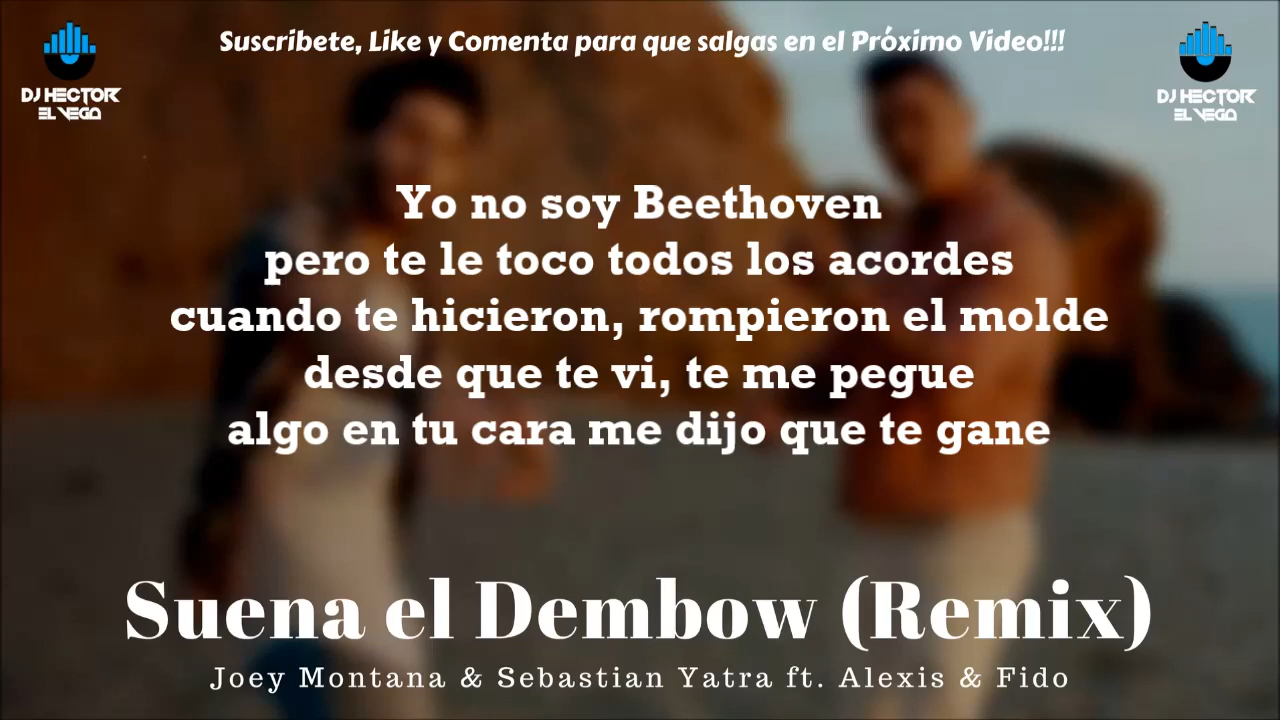 Suscribete, Like y Comenta para que salgas en el Próximo Video!!!
DJ HECTOR
EL VEGA
DJ HECTOR
EL VEGA
Yo no soy Beethoven
pero te le toco todos los acordes
cuando te hicieron, rompieron el molde
desde que te vi, te me pegue
algo en tu cara me dijo que te gane
Suena el Dembow (Remix)
Joey Montana & Sebastian Yatra ft. Alexis & Fido